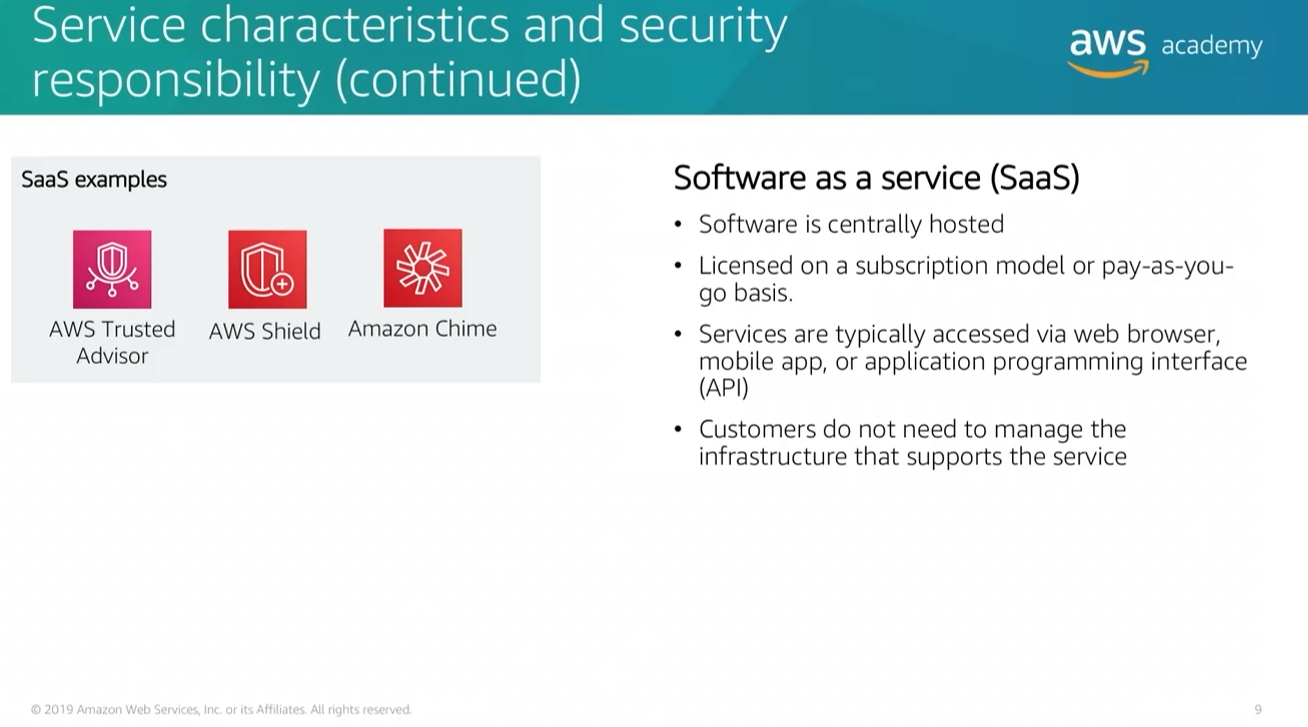 Service characteristics and security
responsibility (continued)
aws academy
SaaS examples
AWS Trusted
Advisor
AWS Shield
Amazon Chime
Software as a service (SaaS)
• Software is centrally hosted
• Licensed on a subscription model or pay-as-you-
go basis.
• Services are typically accessed via web browser,
mobile app, or application programming interface
(API)
• Customers do not need to manage the
infrastructure that supports the service
© 2019 Amazon Web Services, Inc. or its Affiliates. All rights reserved.
9